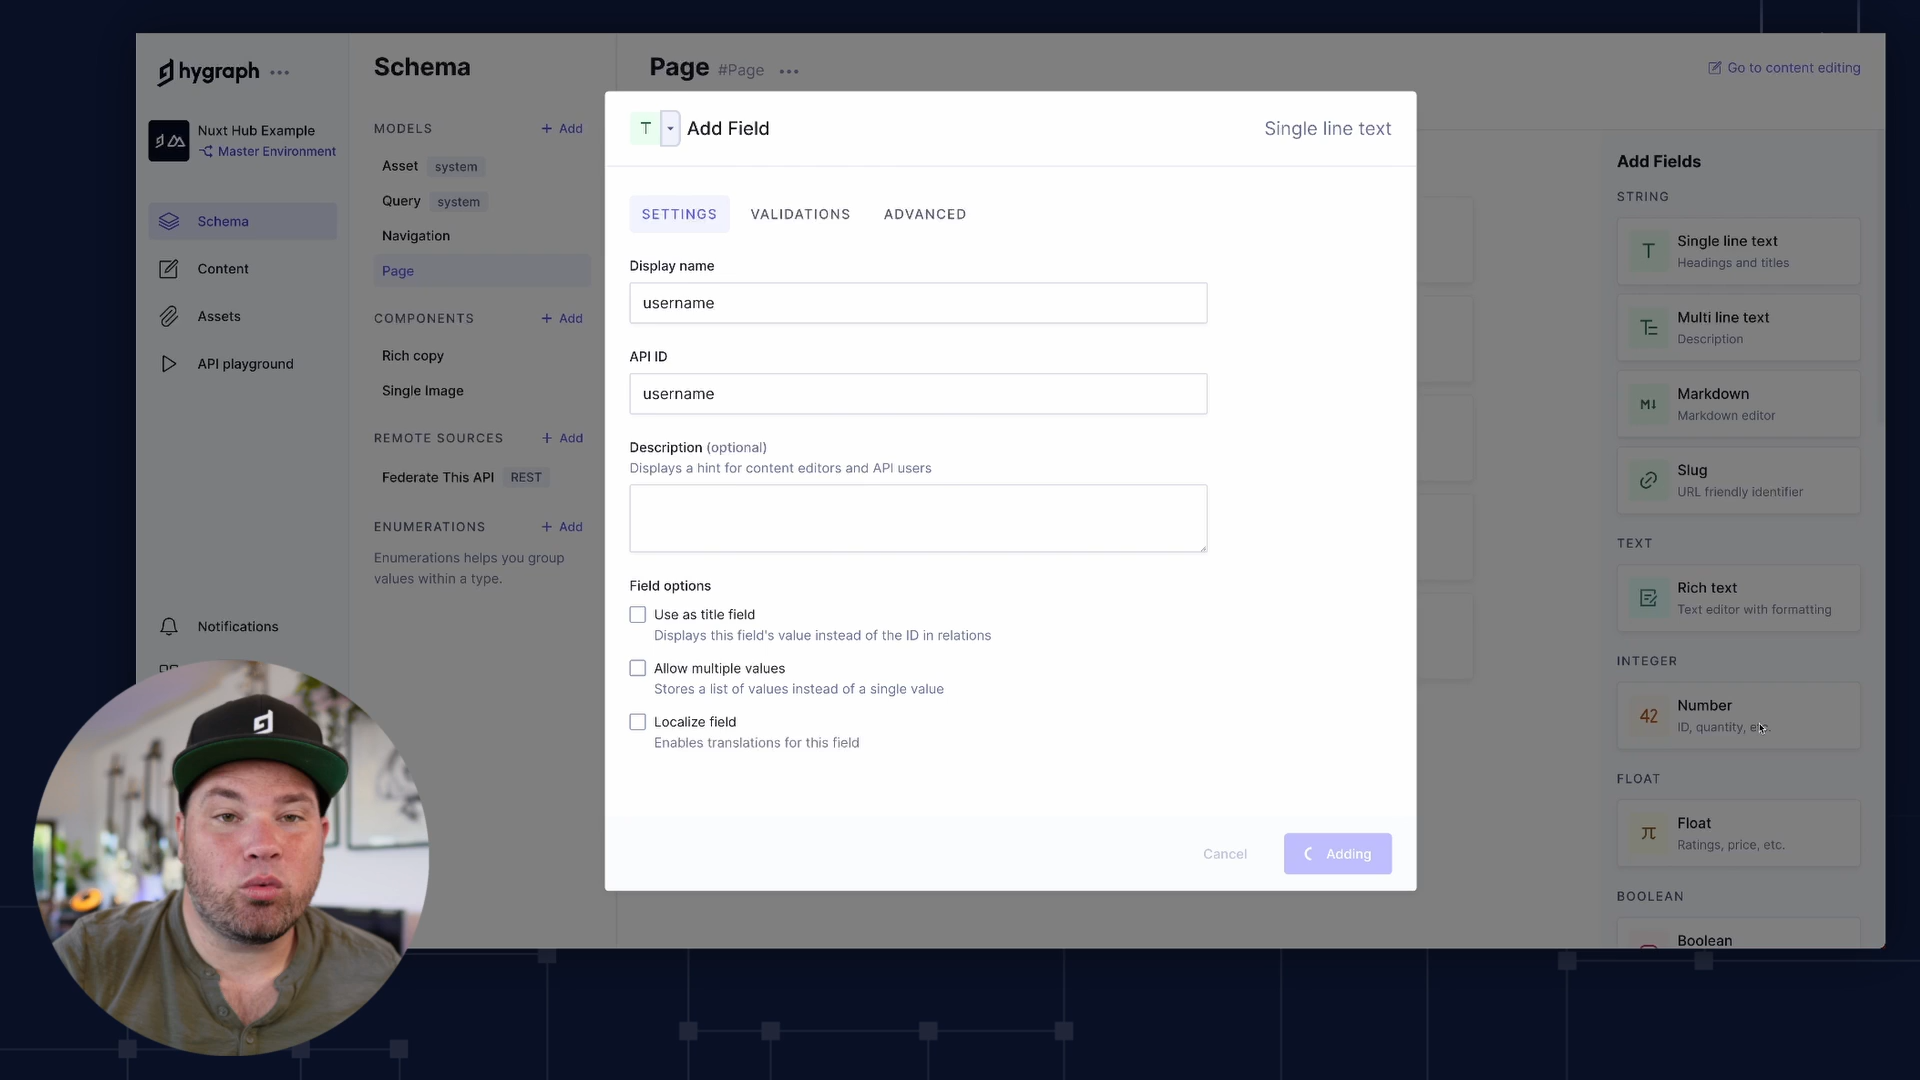 hygraph
Nuxt Hub Example
Master Environment
Schema
Content
Assets
API playground
Notifications
Schema
MODELS
+ Add
Asset system
Query system
Navigation
Page
COMPONENTS
+ Add
Rich copy
Single Image
REMOTE SOURCES
+ Add
Federate This API REST
ENUMERATIONS
+ Add
Enumerations helps you group
values within a type.
Page #Page
Go to content editing
T Add Field
Single line text
SETTINGS VALIDATIONS ADVANCED
Display name
username
API ID
username
Description (optional)
Displays a hint for content editors and API users
Field options
Use as title field
Displays this field's value instead of the ID in relations
Allow multiple values
Stores a list of values instead of a single value
Localize field
Enables translations for this field
Cancel
Adding
Add Fields
STRING
T
Single line text
Headings and titles
T
Multi line text
Description
M↓
Markdown
Markdown editor
Slug
URL friendly identifier
TEXT
Rich text
Text editor with formatting
INTEGER
42
Number
ID, quantity, etc.
FLOAT
π
Float
Ratings, price, etc.
BOOLEAN
Boolean